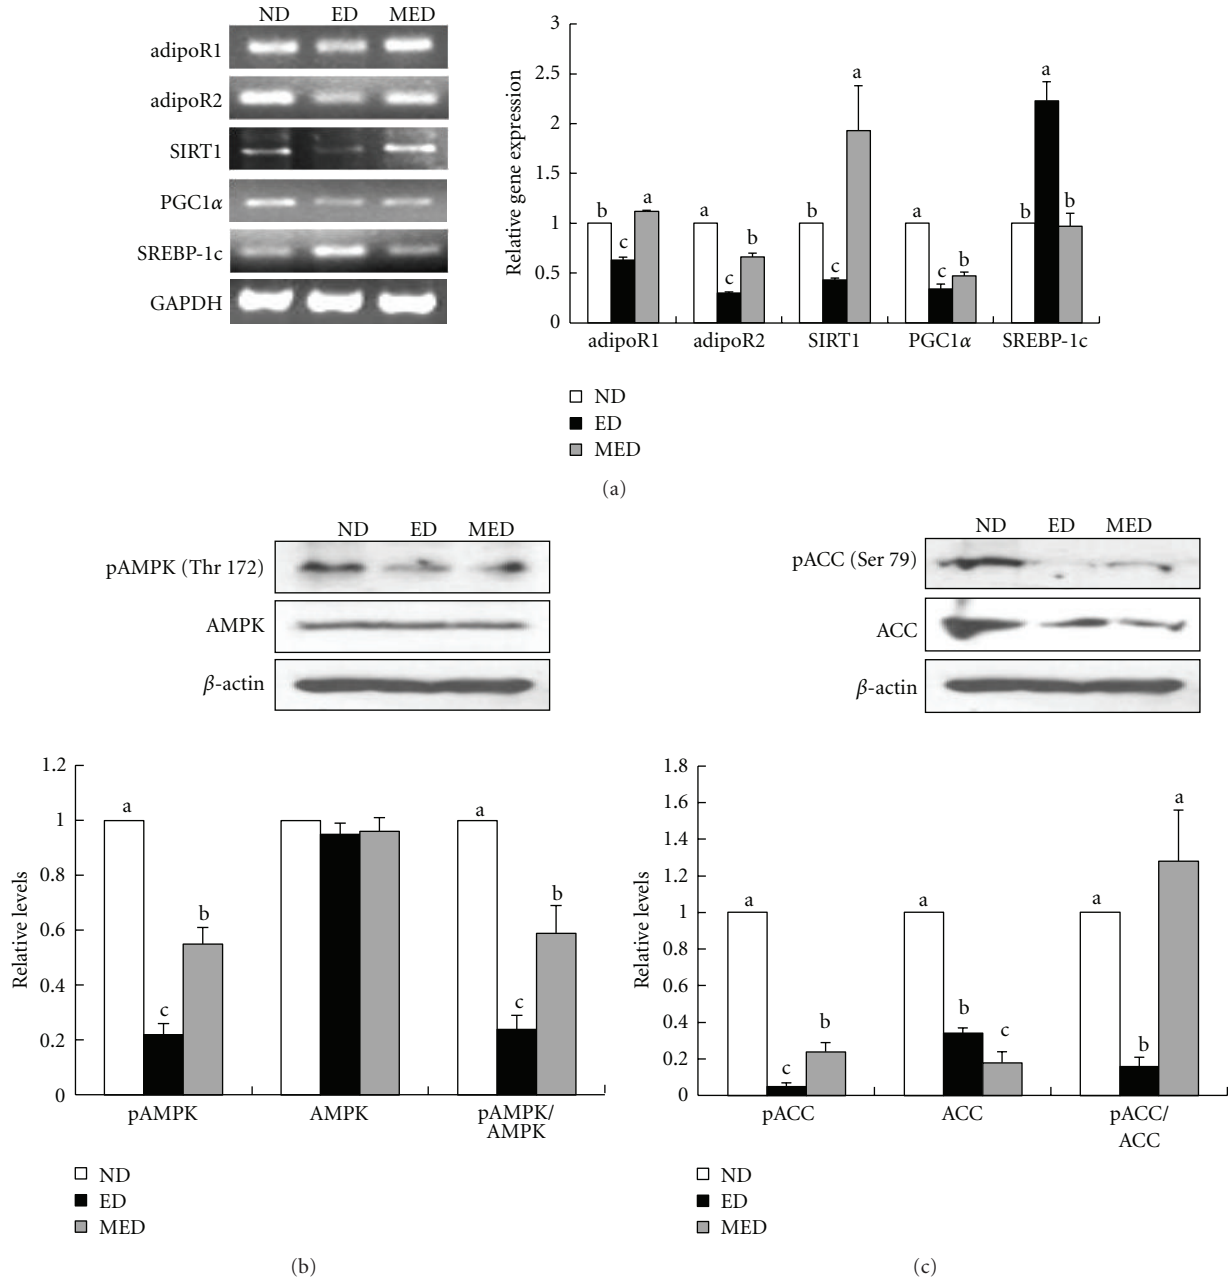 ND ED MED
adipoR1
adipoR2
SIRT1
PGC1α
SREBP-1c
GAPDH
Relative gene expression
3
2.5
2
1.5
1
0.5
0
b c a
a c b
b c a
a c b
b a b
adipoR1 adipoR2 SIRT1 PGC1α SREBP-1c
ND
ED
MED
(a)
ND ED MED
pAMPK (Thr 172)
AMPK
β-actin
Relative levels
1.2
1
0.8
0.6
0.4
0.2
0
a c b
a c b
pAMPK AMPK pAMPK/
AMPK
ND
ED
MED
(b)
ND ED MED
pACC (Ser 79)
ACC
β-actin
Relative levels
1.8
1.6
1.4
1.2
1
0.8
0.6
0.4
0.2
0
a c b
a b c
a b a
pACC ACC pACC/
ACC
ND
ED
MED
(c)